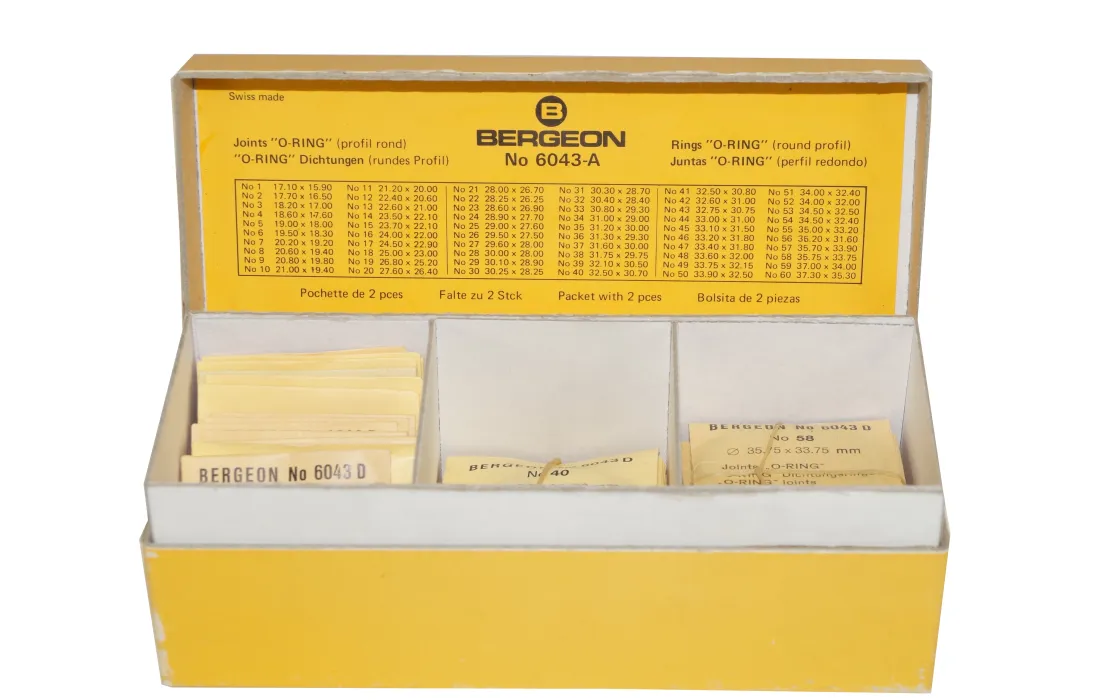 Swiss made
B
BERGEON
No 6043-A
Joints "O-RING" (profil rond)
"O-RING" Dichtungen (rundes Profil)
Rings "O-RING" (round profil)
Juntas "O-RING" (perfil redondo)
No 1 17.10 x 15.90
No 2 17.70 x 16.50
No 3 18.20 x 17.00
No 4 18.60 x 17.60
No 5 19.00 x 18.00
No 6 19.50 x 18.30
No 7 20.20 x 19.20
No 8 20.60 x 19.40
No 9 20.80 x 19.80
No 10 21.00 x 19.40
No 11 21.20 x 20.00
No 12 22.40 x 20.60
No 13 22.60 x 21.00
No 14 23.50 x 22.10
No 15 23.70 x 22.10
No 16 24.00 x 22.00
No 17 24.50 x 22.90
No 18 25.00 x 23.00
No 19 26.80 x 25.20
No 20 27.60 x 26.40
No 21 28.00 x 26.70
No 22 28.25 x 26.25
No 23 28.60 x 26.90
No 24 28.90 x 27.70
No 25 29.00 x 27.60
No 26 29.50 x 27.50
No 27 29.60 x 28.00
No 28 30.00 x 28.00
No 29 30.10 x 28.90
No 30 30.25 x 28.25
No 31 30.30 x 28.70
No 32 30.40 x 28.40
No 33 30.80 x 29.30
No 34 31.00 x 29.00
No 35 31.20 x 30.00
No 36 31.30 x 29.30
No 37 31.60 x 30.00
No 38 31.75 x 29.75
No 39 32.10 x 30.50
No 40 32.50 x 30.70
No 41 32.50 x 30.80
No 42 32.60 x 31.00
No 43 32.75 x 30.75
No 44 33.00 x 31.00
No 45 33.10 x 31.50
No 46 33.20 x 31.80
No 47 33.40 x 31.80
No 48 33.60 x 32.00
No 49 33.75 x 32.15
No 50 33.90 x 32.50
No 51 34.00 x 32.40
No 52 34.00 x 32.00
No 53 34.50 x 32.50
No 54 34.50 x 32.40
No 55 35.00 x 33.20
No 56 36.20 x 31.60
No 57 35.70 x 33.90
No 58 35.75 x 33.75
No 59 37.00 x 34.00
No 60 37.30 x 35.30
Pochette de 2 pces Falte zu 2 Stck Packet with 2 pces Bolsita de 2 piezas
BERGEON No 6043 D
BERGEON No 6043 D
No 40
BERGEON No 6043 D
No 58
∅ 35.75 x 33.75 mm
Joints „O-RING"
„O-RING" Joints